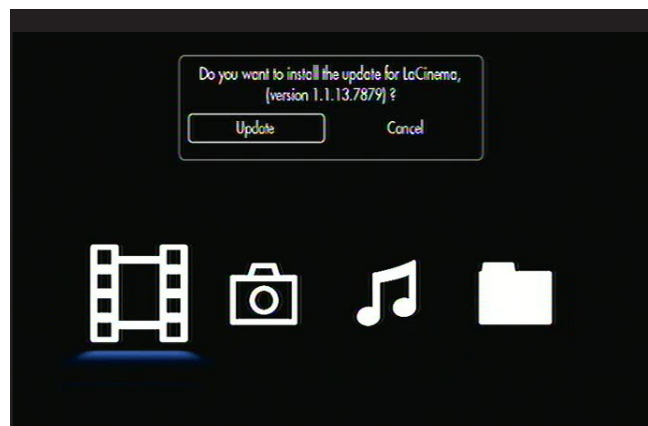 Do you want to install the update for LaCinema,
(version 1.1.13.7879) ?
Update
Cancel